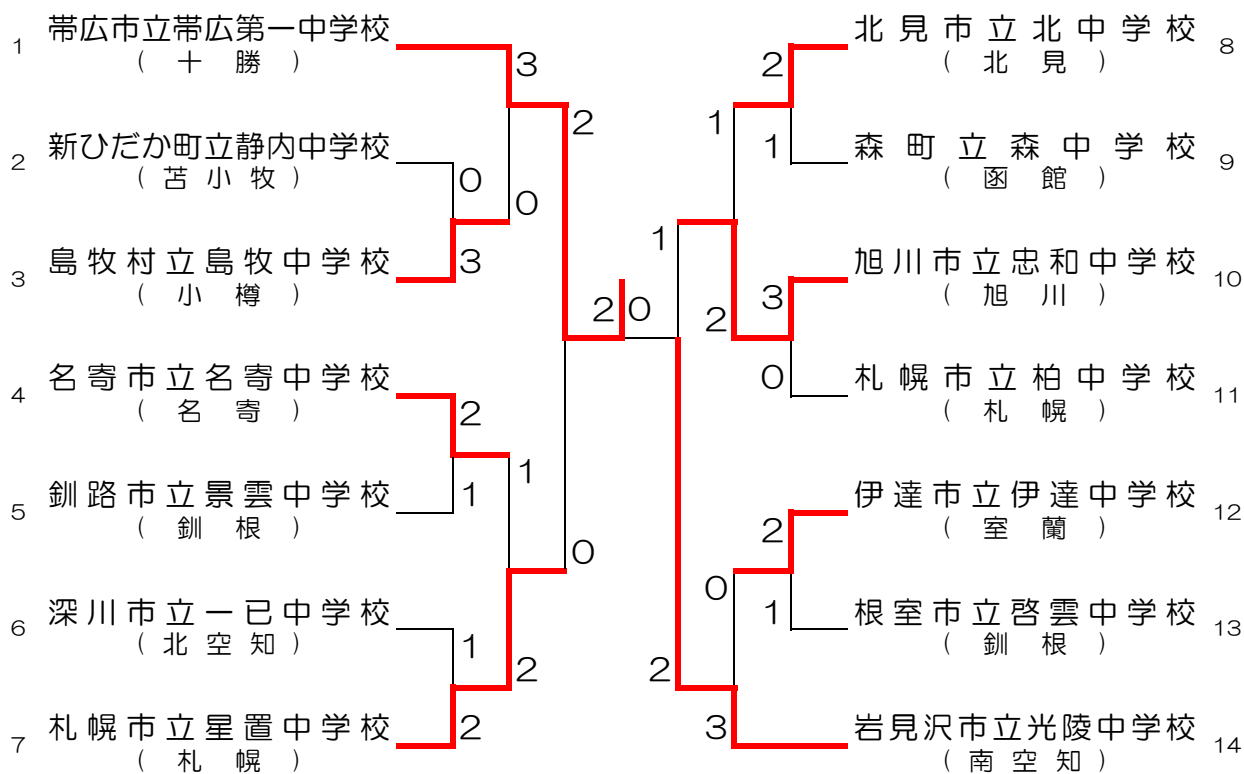 1 帯広市立帯広第一中学校
( 十 勝 )
2 新ひだか町立静内中学校
( 苫 小 牧 )
3 島牧村立島牧中学校
( 小 樽 )
4 名寄市立名寄中学校
( 名 寄 )
5 釧路市立景雲中学校
( 釧 根 )
6 深川市立一已中学校
( 北 空 知 )
7 札幌市立星置中学校
( 札 幌 )
3
2
0
0
3
2
1
1
0
1
2
2
2 0
2
1
1
1
3
2
0
2
0
1
2
3
北見市立北中学校 8
( 北 見 )
森町立森中学校 9
( 函 館 )
旭川市立忠和中学校 10
( 旭 川 )
札幌市立柏中学校 11
( 札 幌 )
伊達市立伊達中学校 12
( 室 蘭 )
根室市立啓雲中学校 13
( 釧 根 )
岩見沢市立光陵中学校 14
( 南 空 知 )